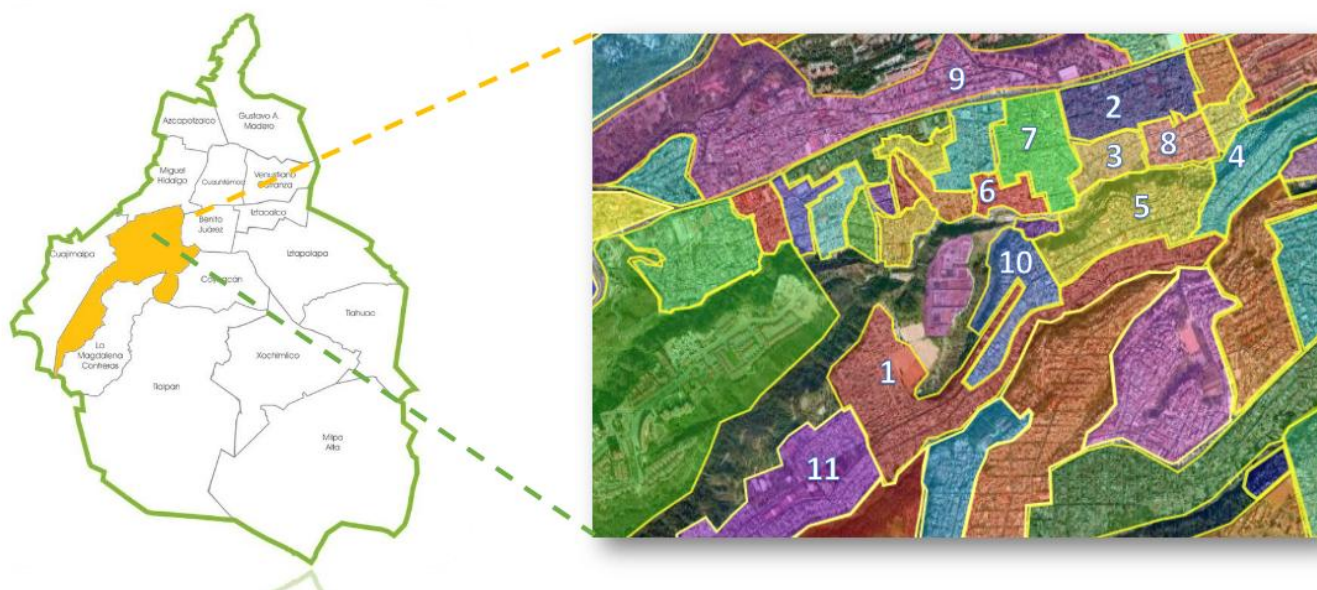 Azcapotzalco
Gustavo A.
Madero
Miguel
Hidalgo
Cuauhtémoc
Venustiano
Carranza
Cuajimalpa
Benito
Juárez
Iztacalco
Iztapalapa
Coyoacán
La
Magdalena
Contreras
Tlahuac
Xochimilco
Tlalpan
Milpa
Alta
9
2
7
3
8
4
6
5
10
1
11